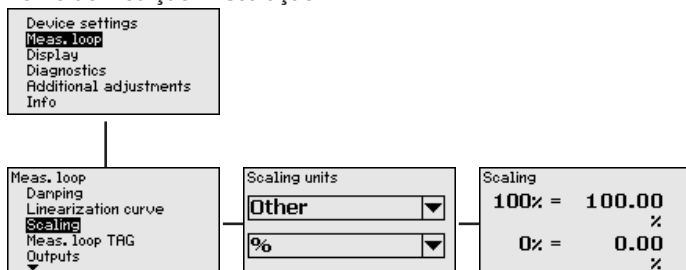 Device settings
Meas. loop
Display
Diagnostics
Additional adjustments
Info
Meas. loop
Damping
Linearization curve
Scaling
Meas. loop TAG
Outputs
Scaling units
Other
%
Scaling
100% = 100.00
%
0% = 0.00
%